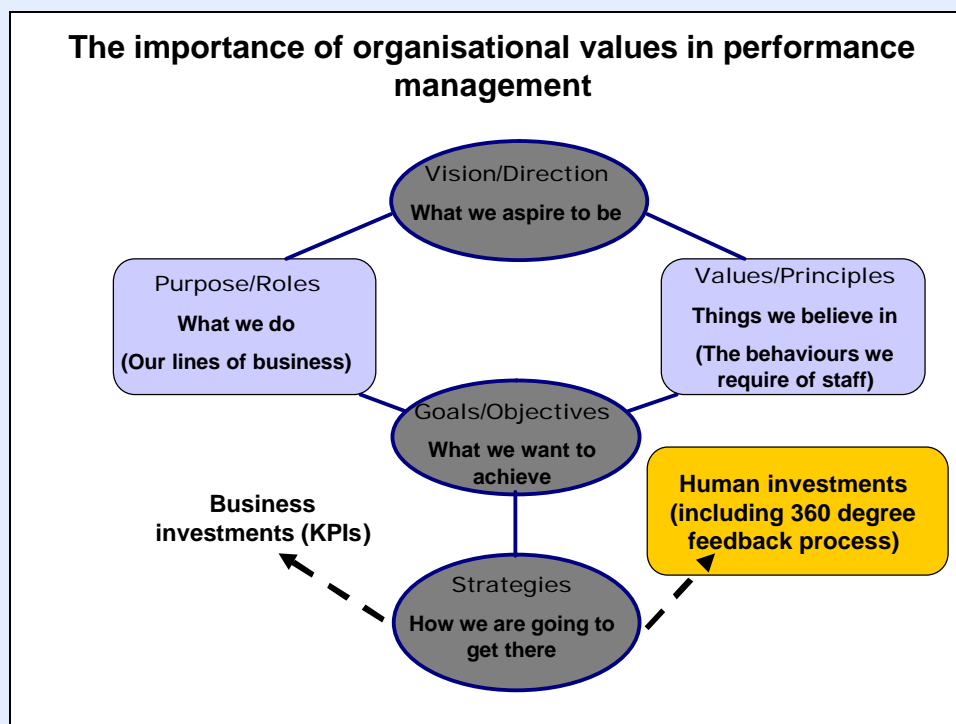 The importance of organisational values in performance
management
Vision/Direction
What we aspire to be
Purpose/Roles
What we do
(Our lines of business)
Values/Principles
Things we believe in
(The behaviours we
require of staff)
Goals/Objectives
What we want to
achieve
Business
investments (KPIs)
Human investments
(including 360 degree
feedback process)
Strategies
How we are going to
get there